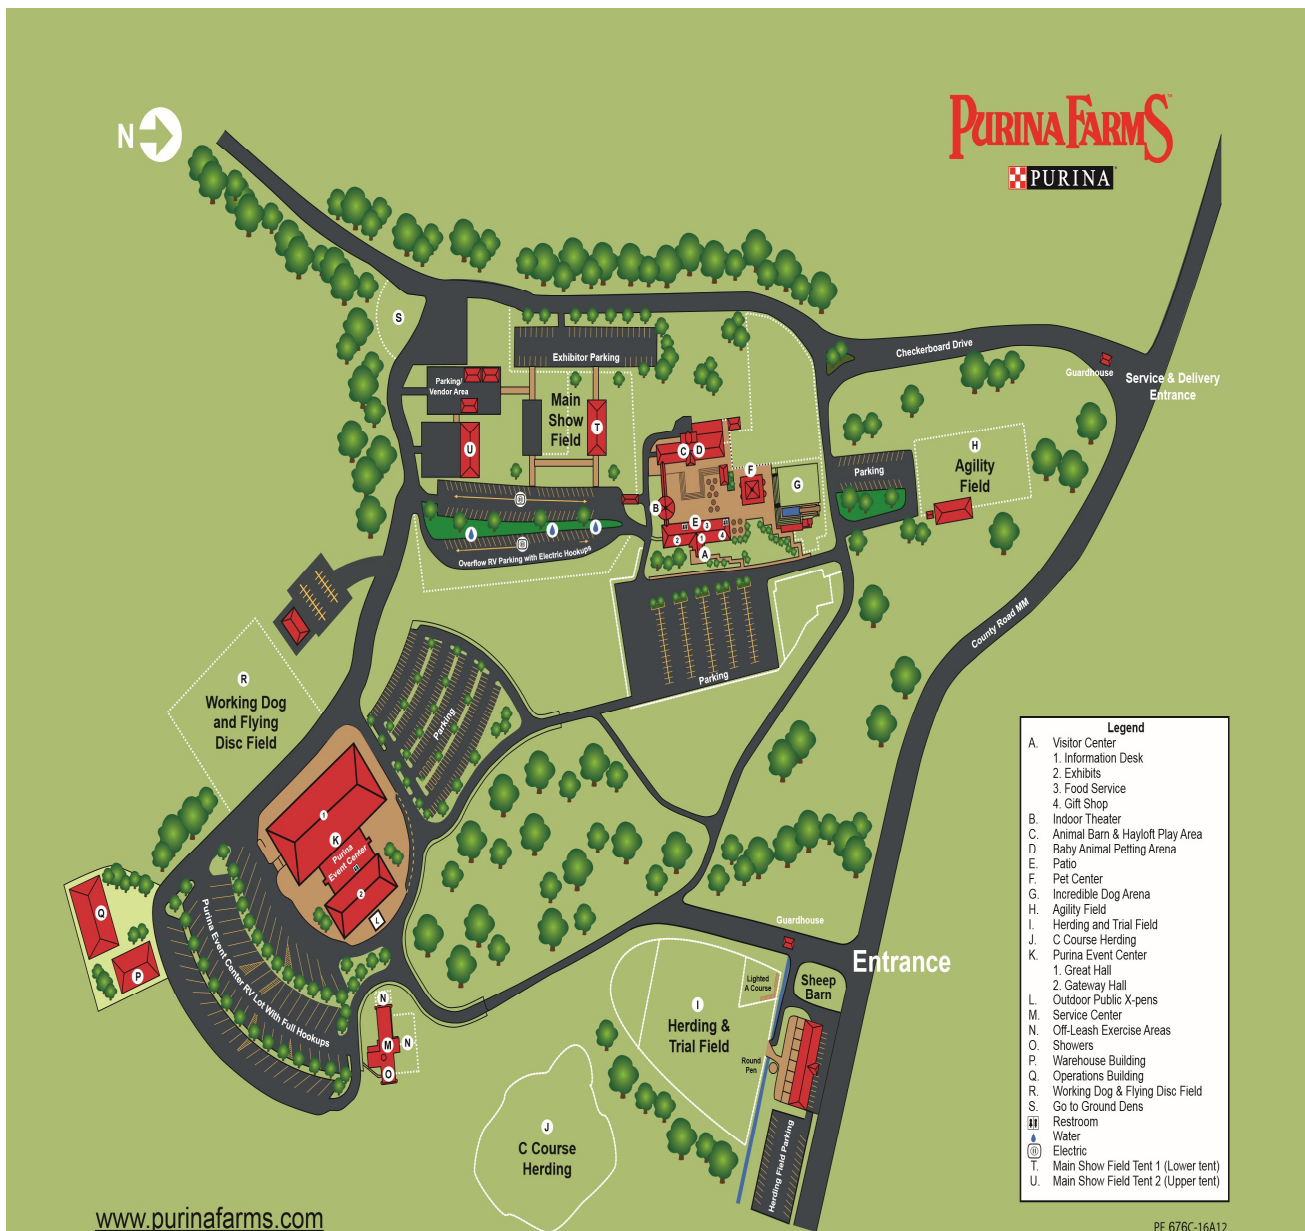 N
PURINA FARMS™
PURINA
S
Exhibitor Parking
Checkerboard Drive
Guardhouse
Service & Delivery
Entrance
Parking/
Vendor Area
Main
Show
Field
T
U
H
Agility
Field
C
D
F
G
Parking
B
E
3
2
1
4
A
Overflow RV Parking with Electric Hookups
County Road MM
Parking
R
Working Dog
and Flying
Disc Field
Parking
1
K
Purina
Event Center
2
L
Q
P
Purina Event Center RV Lot With Full Hookups
N
M
N
O
Guardhouse
Entrance
Lighted
A Course
Sheep
Barn
I
Herding &
Trial Field
Round
Pen
J
C Course
Herding
Herding Field Parking
Legend
A. Visitor Center
1. Information Desk
2. Exhibits
3. Food Service
4. Gift Shop
B. Indoor Theater
C. Animal Barn & Hayloft Play Area
D. Baby Animal Petting Arena
E. Patio
F. Pet Center
G. Incredible Dog Arena
H. Agility Field
I. Herding and Trial Field
J. C Course Herding
K. Purina Event Center
1. Great Hall
2. Gateway Hall
L. Outdoor Public X-pens
M. Service Center
N. Off-Leash Exercise Areas
O. Showers
P. Warehouse Building
Q. Operations Building
R. Working Dog & Flying Disc Field
S. Go to Ground Dens
Restroom
Water
Electric
T. Main Show Field Tent 1 (Lower tent)
U. Main Show Field Tent 2 (Upper tent)
www.purinafarms.com
PF 676C-16A12